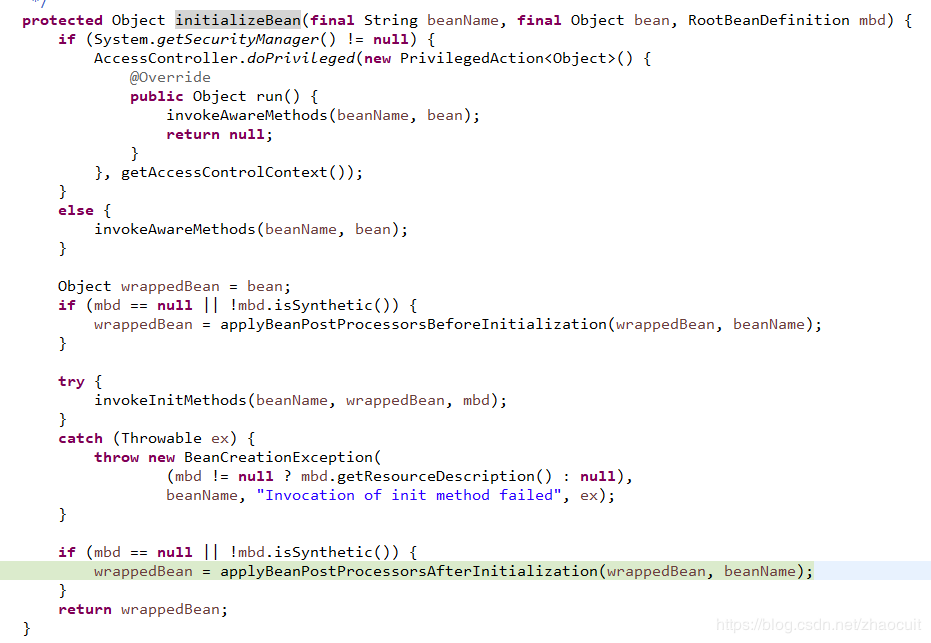 */
protected Object initializeBean(final String beanName, final Object bean, RootBeanDefinition mbd) {
    if (System.getSecurityManager() != null) {
        AccessController.doPrivileged(new PrivilegedAction<Object>() {
            @Override
            public Object run() {
                invokeAwareMethods(beanName, bean);
                return null;
            }
        }, getAccessControlContext());
    }
    else {
        invokeAwareMethods(beanName, bean);
    }

    Object wrappedBean = bean;
    if (mbd == null || !mbd.isSynthetic()) {
        wrappedBean = applyBeanPostProcessorsBeforeInitialization(wrappedBean, beanName);
    }

    try {
        invokeInitMethods(beanName, wrappedBean, mbd);
    }
    catch (Throwable ex) {
        throw new BeanCreationException(
                (mbd != null ? mbd.getResourceDescription() : null),
                beanName, "Invocation of init method failed", ex);
    }

    if (mbd == null || !mbd.isSynthetic()) {
        wrappedBean = applyBeanPostProcessorsAfterInitialization(wrappedBean, beanName);
    }
    return wrappedBean;
}
https://blog.csdn.net/zhaocuit